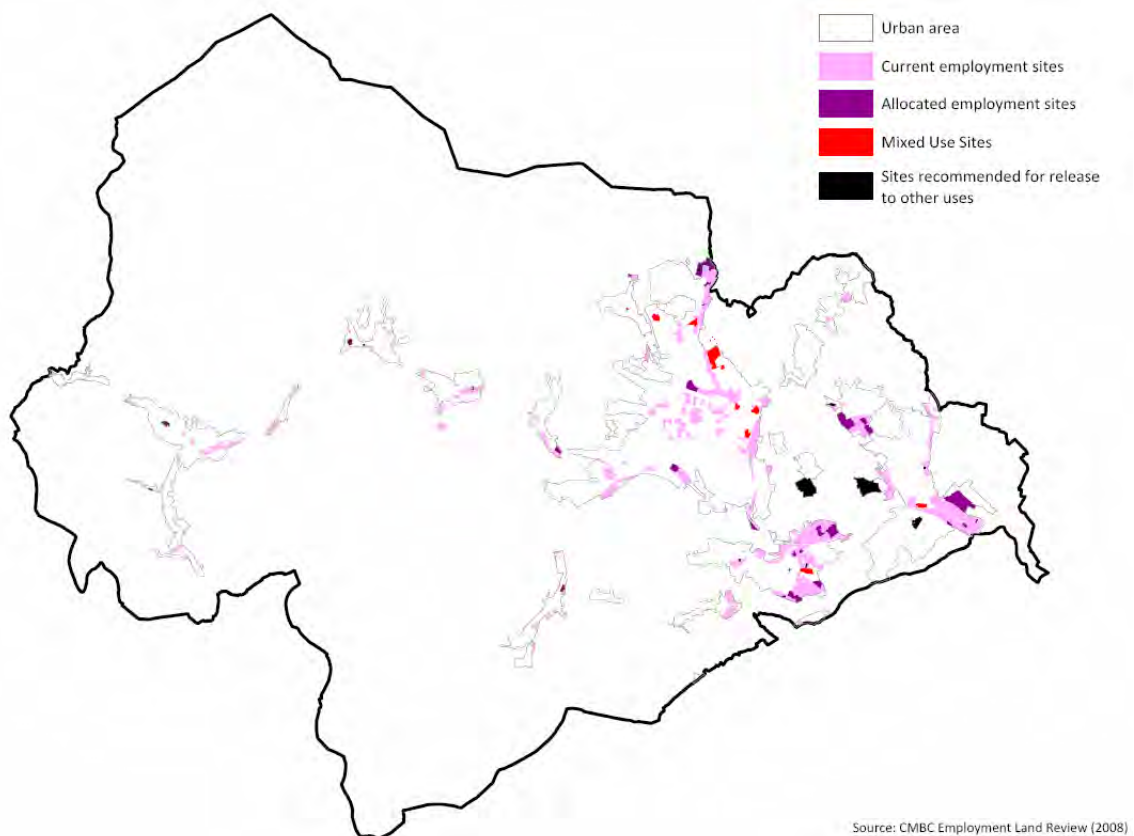 Urban area
Current employment sites
Allocated employment sites
Mixed Use Sites
Sites recommended for release
to other uses
Source: CMBC Employment Land Review (2008)